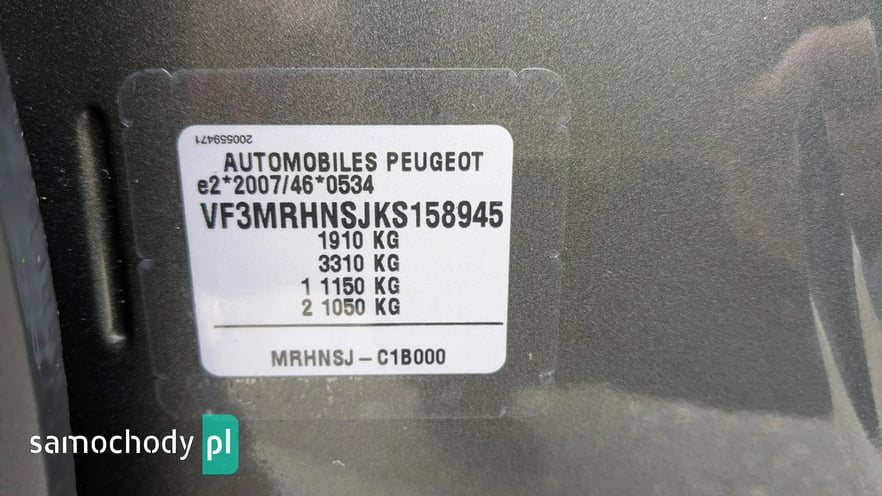 200559471
AUTOMOBILES PEUGEOT
e2*2007/46*0534
VF3MRHNSJKS158945
1910 KG
3310 KG
1 1150 KG
2 1050 KG
MRHNSJ – C1B000
samochody pl